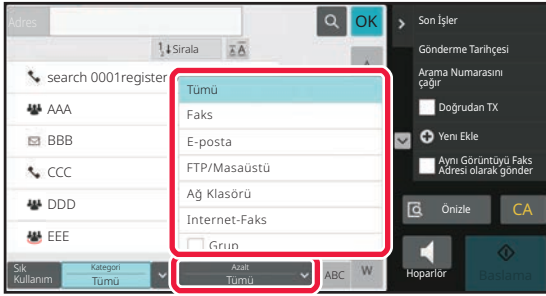 Adres
OK
Sirala
search 0001register
AAA
BBB
CCC
DDD
EEE
Tümü
Faks
E-posta
FTP/Masaüstü
Ağ Klasörü
Internet-Faks
Grup
Sık
Kullanım
Kategori
Tümü
Azalt
Tümü
ABC
W
Son İşler
Gönderme Tarihçesi
Arama Numarasını
çağır
Doğrudan TX
Yeni Ekle
Aynı Görüntüyü Faks
Adresi olarak gönder
Önizle
CA
Hoparlör
Baslama